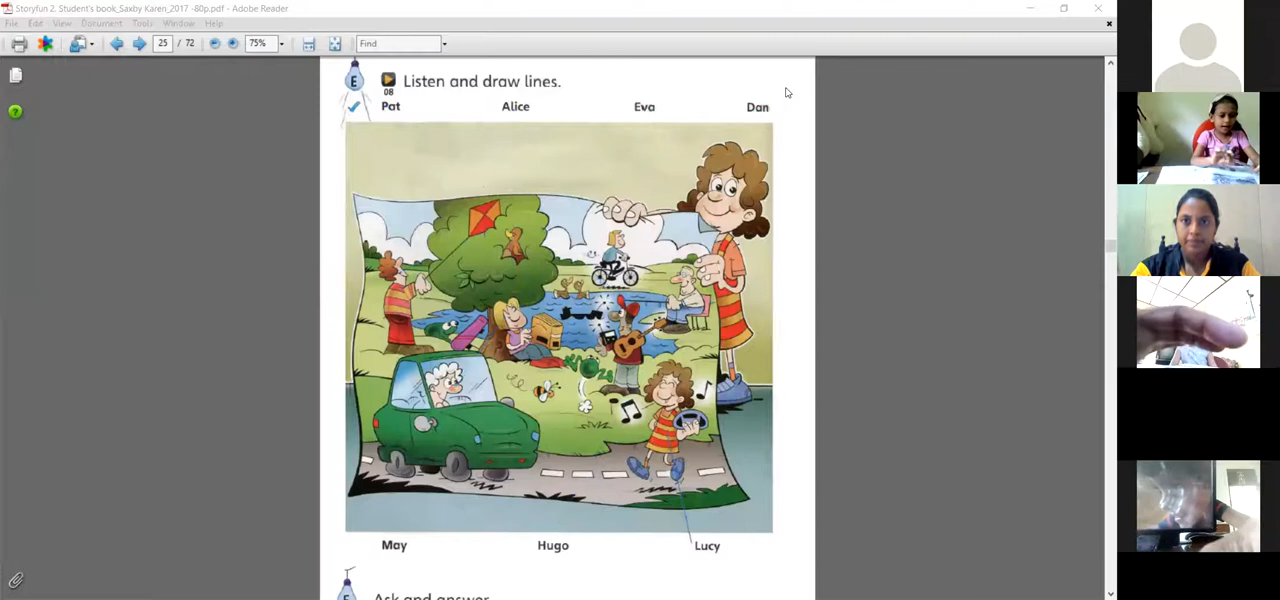 Storyfun 2. Student's book_Saxby Karen_2017 -80p.pdf - Adobe Reader
File Edit View Document Tools Window Help
25 / 72 75% Find
E Listen and draw lines.
08
Pat Alice Eva Dan
May Hugo Lucy
Ask and answer